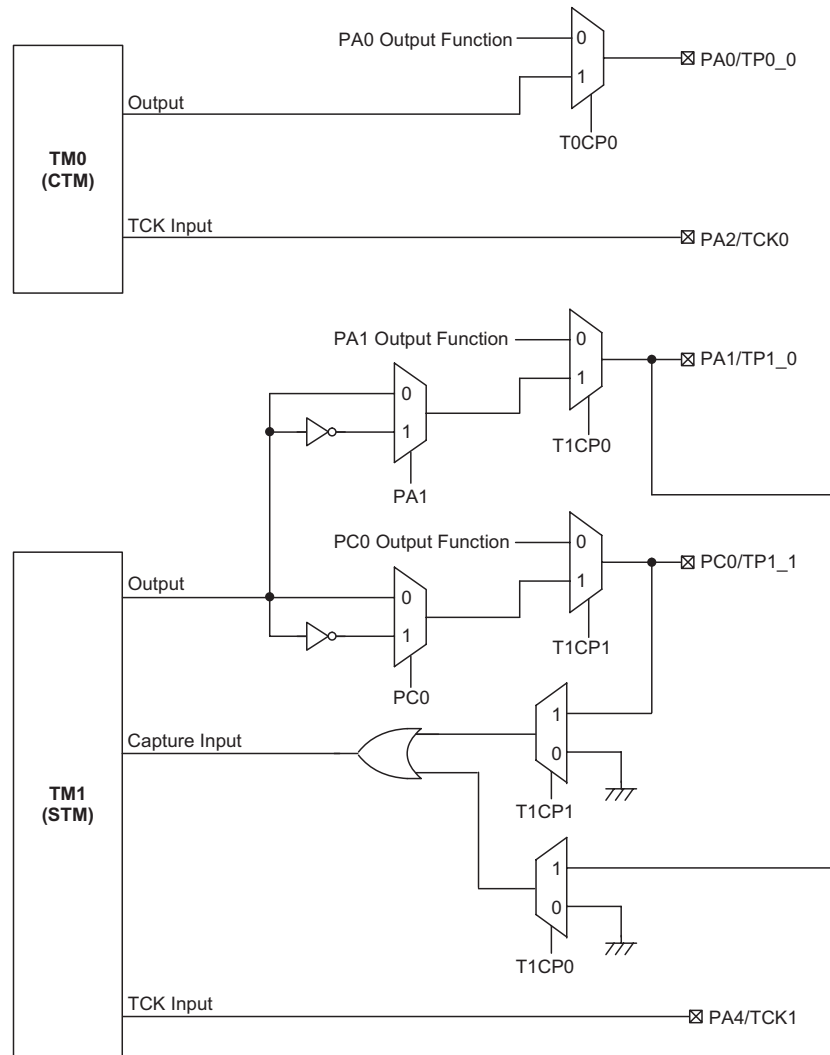 PA0 Output Function
0
1
PA0/TP0_0
T0CP0
Output
TM0
(CTM)
TCK Input
PA2/TCK0
PA1 Output Function
0
1
PA1/TP1_0
T1CP0
0
1
PA1
PC0 Output Function
0
1
PC0/TP1_1
T1CP1
Output
0
1
PC0
Capture Input
1
0
T1CP1
TM1
(STM)
1
0
T1CP0
TCK Input
PA4/TCK1